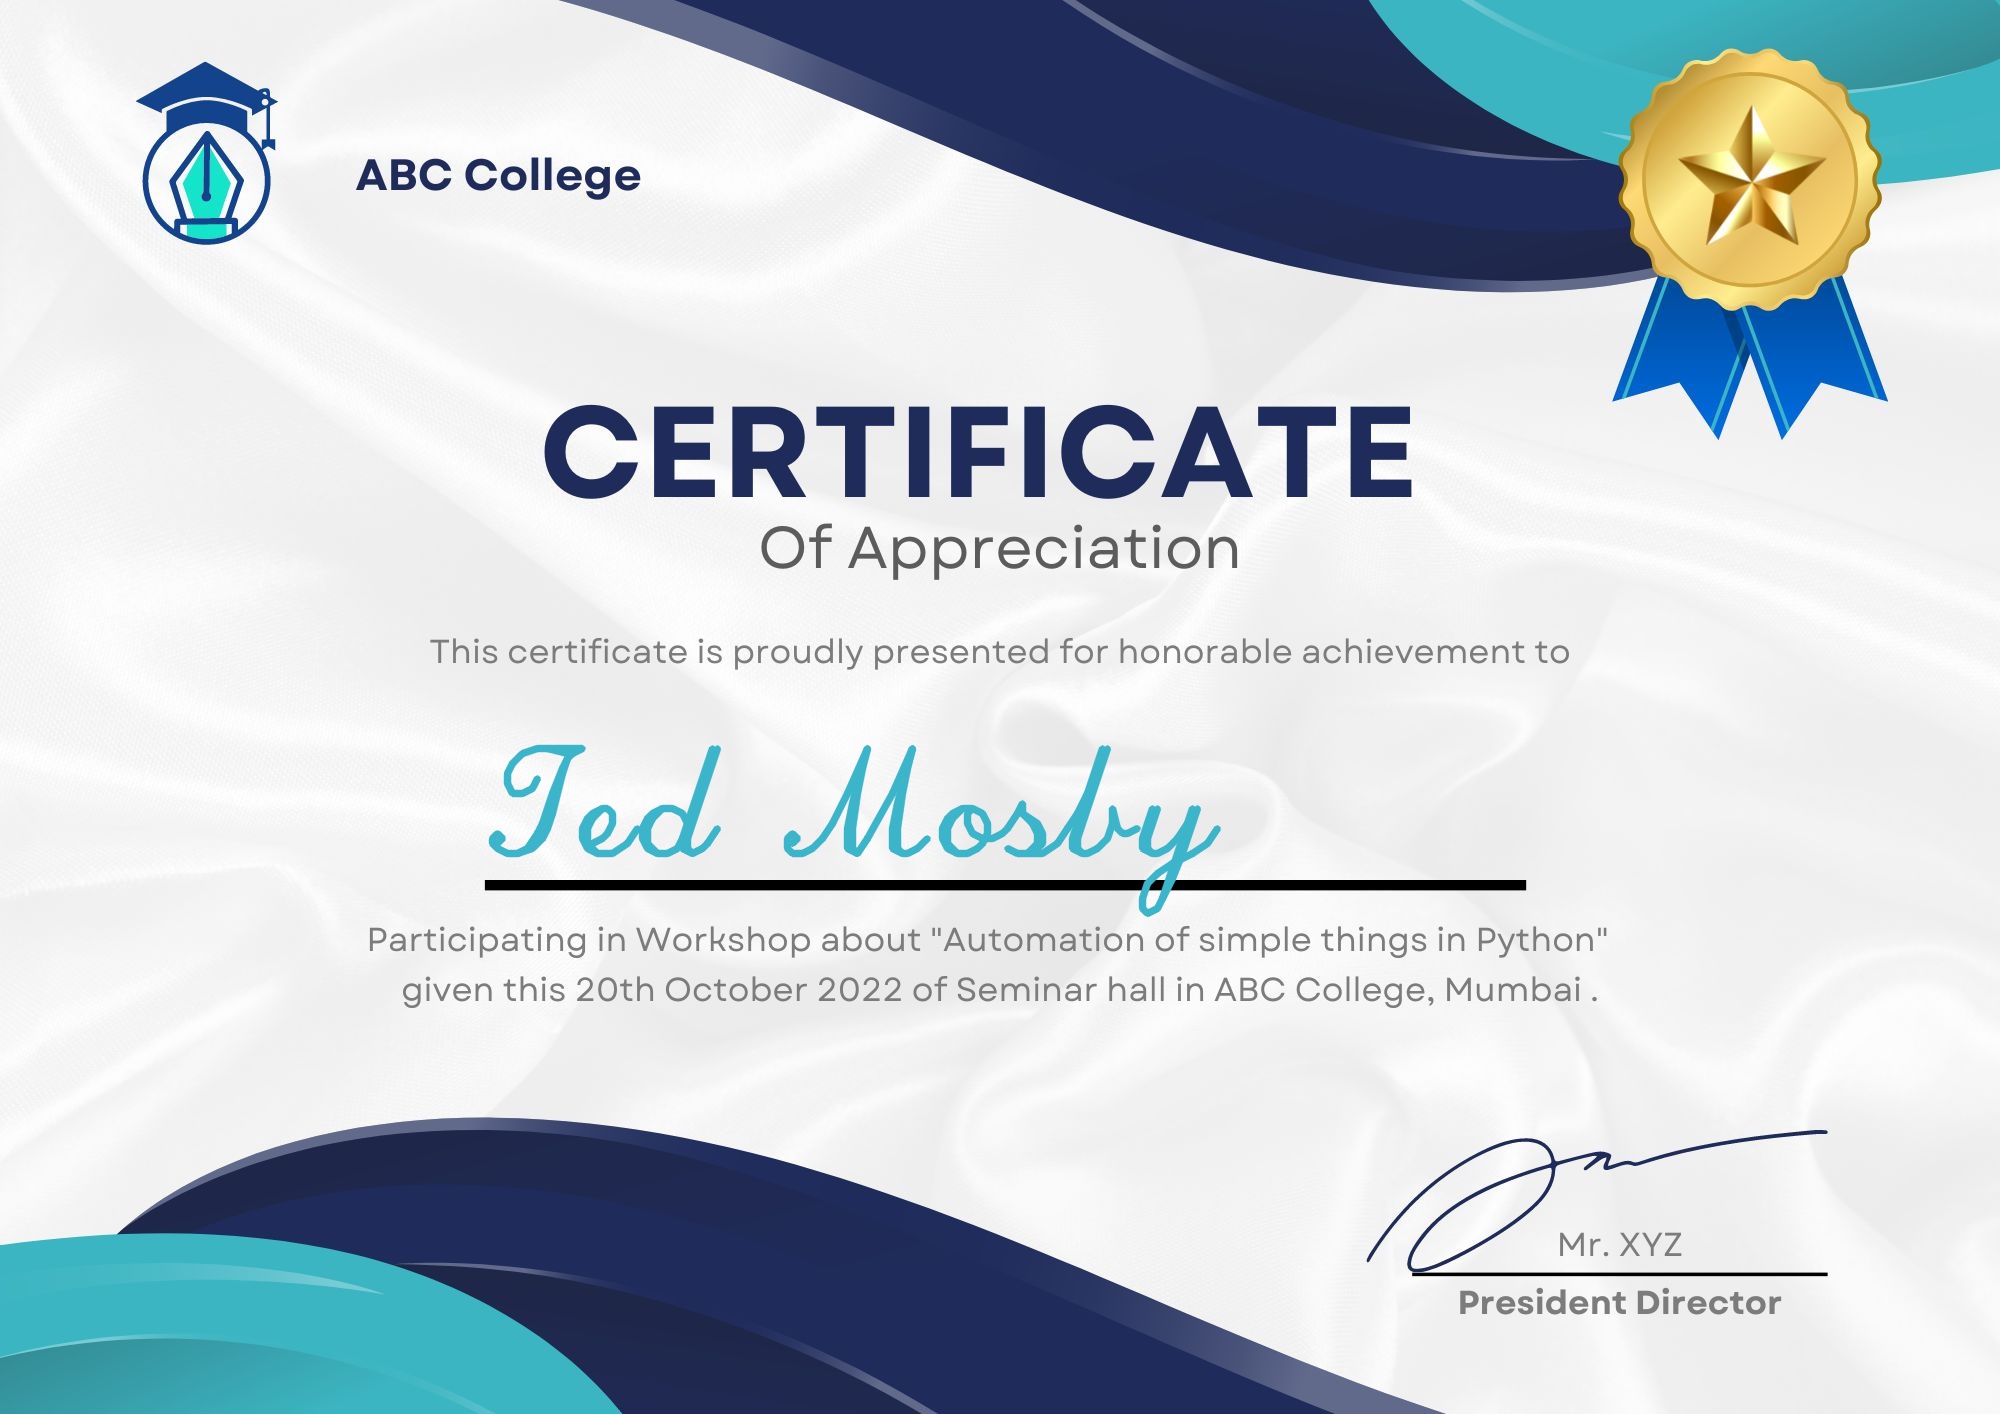 ABC College
CERTIFICATE
Of Appreciation
This certificate is proudly presented for honorable achievement to
Ted Mosby
Participating in Workshop about "Automation of simple things in Python"
given this 20th October 2022 of Seminar hall in ABC College, Mumbai .
Mr. XYZ
President Director